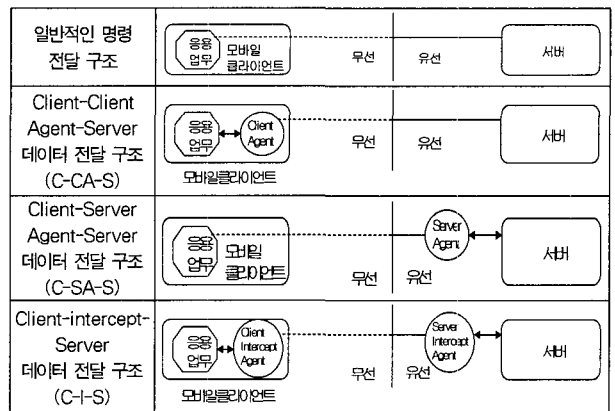 일반적인 명령
전달 구조
응용
업무
모바일
클라이언트
무선
유선
서버
Client-Client
Agent-Server
데이터 전달 구조
(C-CA-S)
응용
업무
Client
Agent
모바일클라이언트
무선
유선
서버
Client-Server
Agent-Server
데이터 전달 구조
(C-SA-S)
응용
업무
모바일
클라이언트
무선
유선
Server
Agent
서버
Client-intercept-
Server
데이터 전달 구조
(C-I-S)
응용
업무
Client
Intercept
Agent
모바일클라이언트
무선
유선
Server
Intercept
Agent
서버